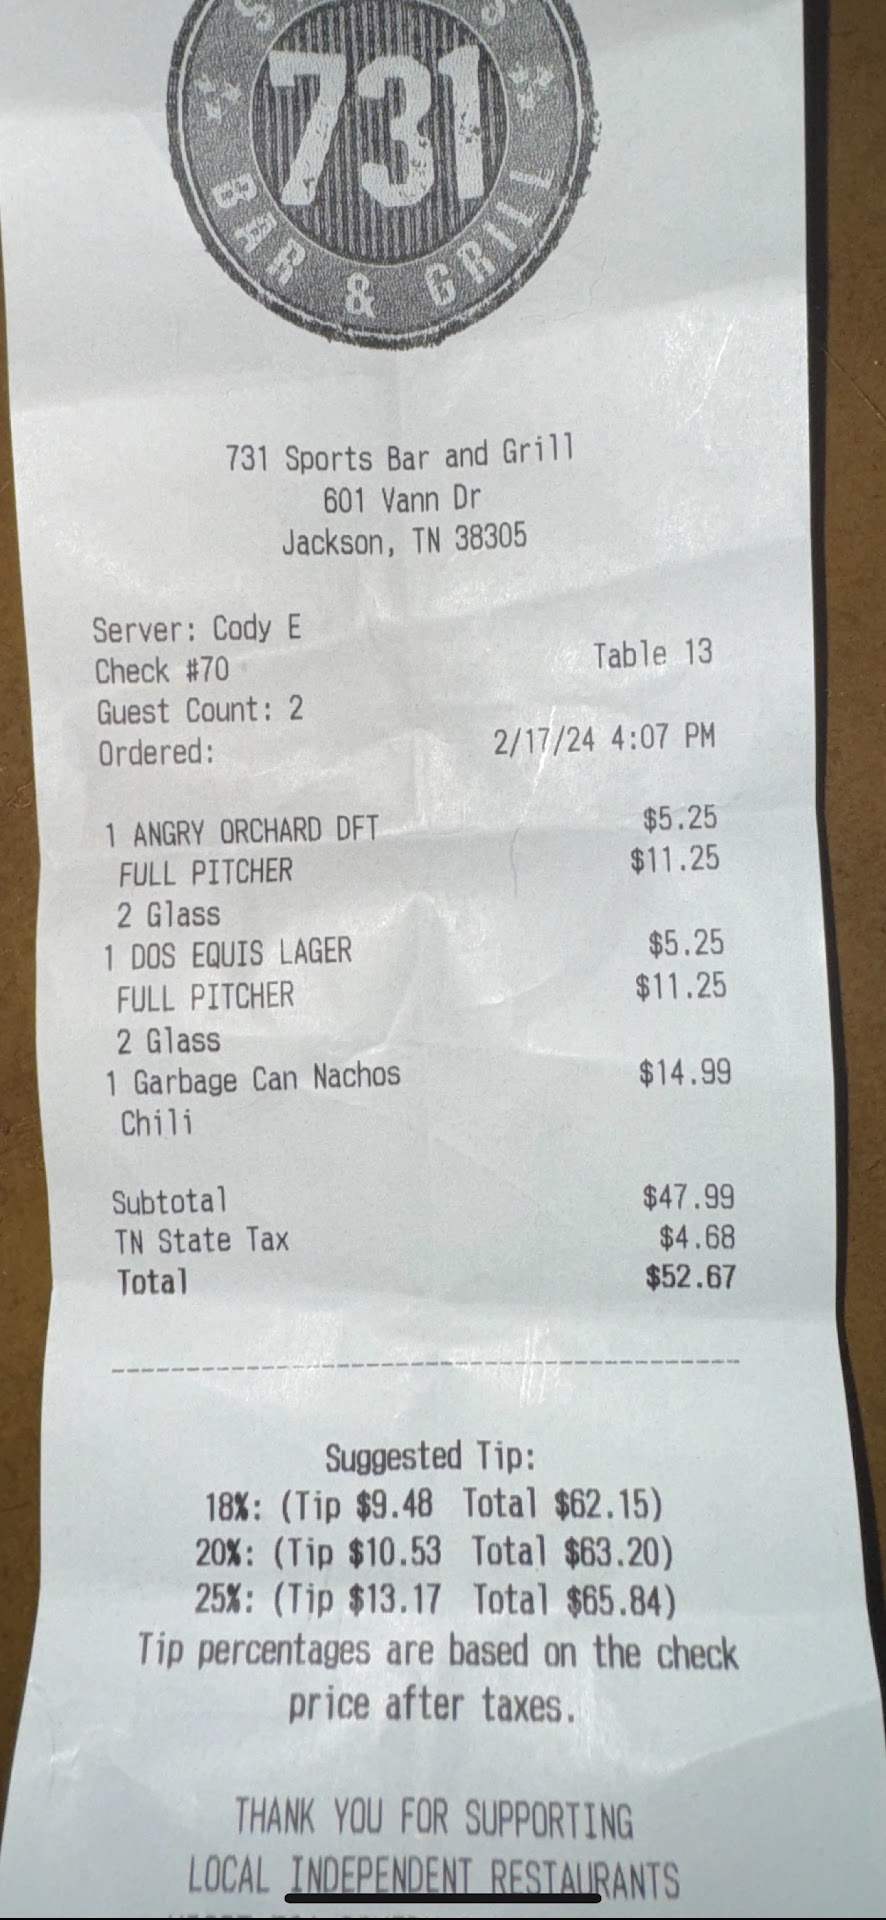 731
BAR & GRILL
731 Sports Bar and Grill
601 Vann Dr
Jackson, TN 38305
Server: Cody E
Check #70 Table 13
Guest Count: 2
Ordered: 2/17/24 4:07 PM
1 ANGRY ORCHARD DFT $5.25
FULL PITCHER $11.25
2 Glass
1 DOS EQUIS LAGER $5.25
FULL PITCHER $11.25
2 Glass
1 Garbage Can Nachos $14.99
Chili
Subtotal $47.99
TN State Tax $4.68
Total $52.67
Suggested Tip:
18%: (Tip $9.48 Total $62.15)
20%: (Tip $10.53 Total $63.20)
25%: (Tip $13.17 Total $65.84)
Tip percentages are based on the check
price after taxes.
THANK YOU FOR SUPPORTING
LOCAL INDEPENDENT RESTAURANTS